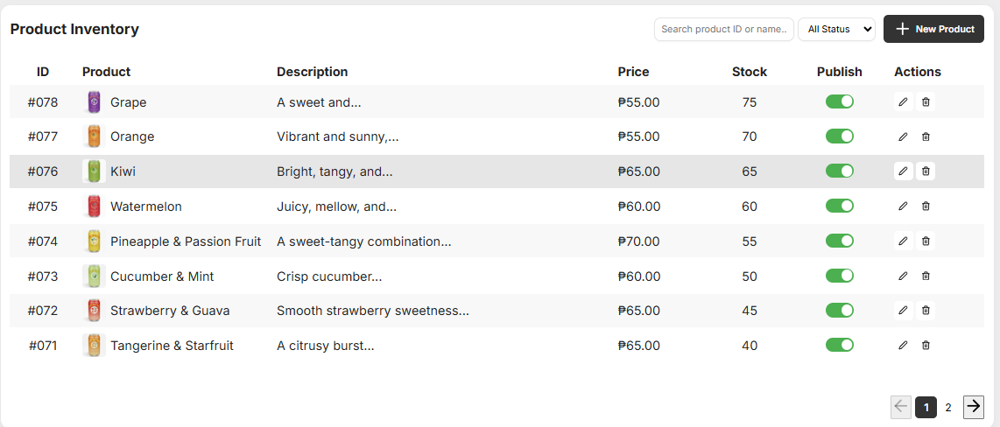 Product Inventory
Search product ID or name..
All Status
New Product
ID Product Description Price Stock Publish Actions
#078 Grape A sweet and... ₱55.00 75
#077 Orange Vibrant and sunny,... ₱55.00 70
#076 Kiwi Bright, tangy, and... ₱65.00 65
#075 Watermelon Juicy, mellow, and... ₱60.00 60
#074 Pineapple & Passion Fruit A sweet-tangy combination... ₱70.00 55
#073 Cucumber & Mint Crisp cucumber... ₱60.00 50
#072 Strawberry & Guava Smooth strawberry sweetness... ₱65.00 45
#071 Tangerine & Starfruit A citrusy burst... ₱65.00 40
1 2